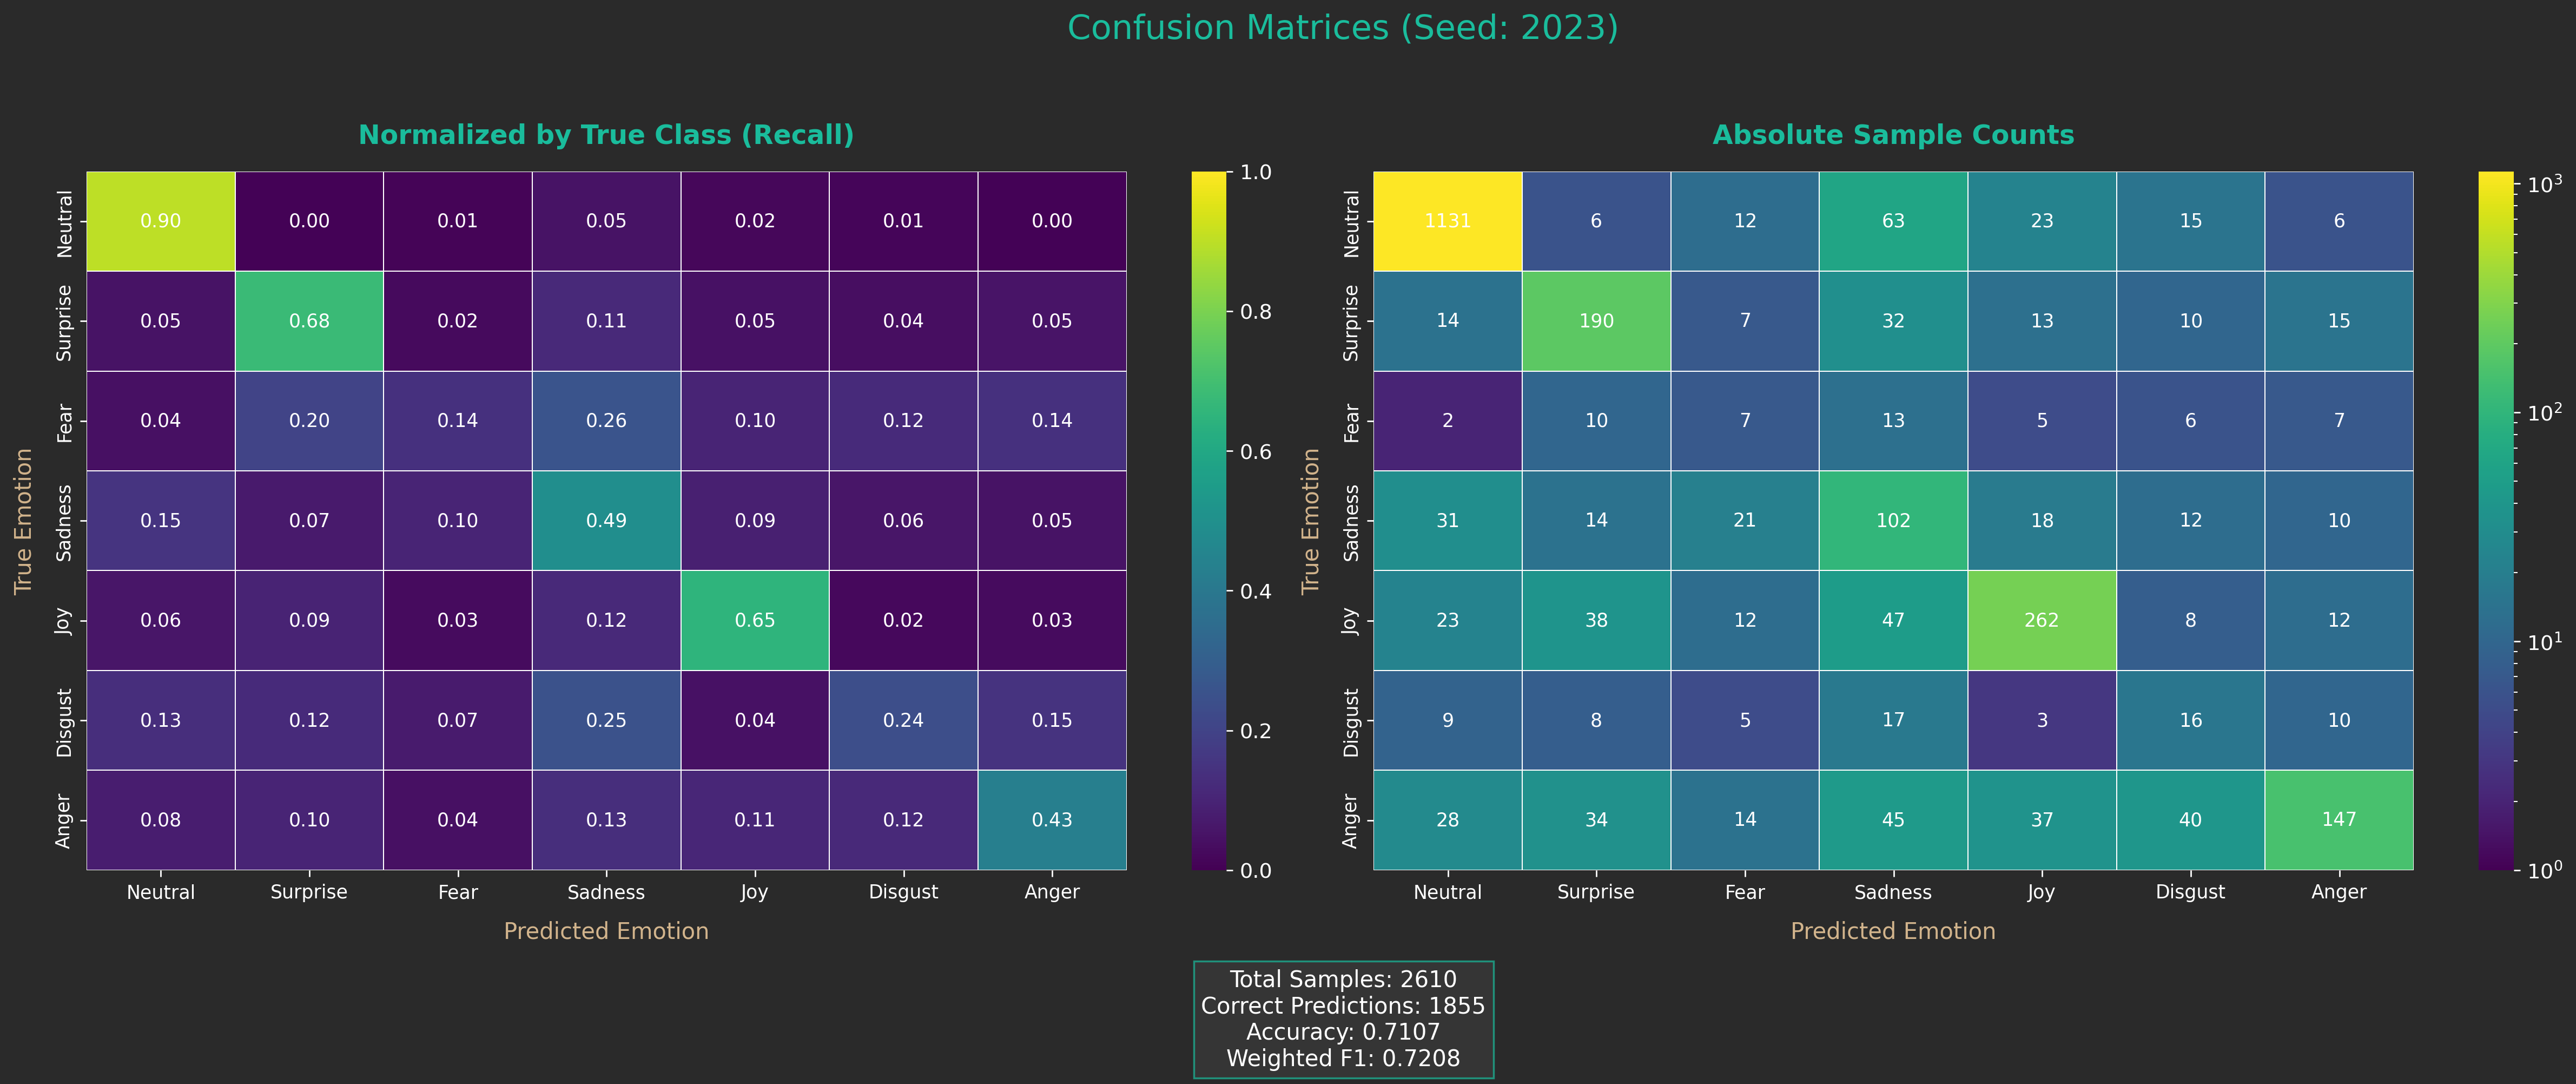 Confusion Matrices (Seed: 2023)
Normalized by True Class (Recall)
True Emotion
Neutral 0.90 0.00 0.01 0.05 0.02 0.01 0.00
Surprise 0.05 0.68 0.02 0.11 0.05 0.04 0.05
Fear 0.04 0.20 0.14 0.26 0.10 0.12 0.14
Sadness 0.15 0.07 0.10 0.49 0.09 0.06 0.05
Joy 0.06 0.09 0.03 0.12 0.65 0.02 0.03
Disgust 0.13 0.12 0.07 0.25 0.04 0.24 0.15
Anger 0.08 0.10 0.04 0.13 0.11 0.12 0.43
Neutral Surprise Fear Sadness Joy Disgust Anger
Predicted Emotion
1.0
0.8
0.6
0.4
0.2
0.0
Absolute Sample Counts
True Emotion
Neutral 1131 6 12 63 23 15 6
Surprise 14 190 7 32 13 10 15
Fear 2 10 7 13 5 6 7
Sadness 31 14 21 102 18 12 10
Joy 23 38 12 47 262 8 12
Disgust 9 8 5 17 3 16 10
Anger 28 34 14 45 37 40 147
Neutral Surprise Fear Sadness Joy Disgust Anger
Predicted Emotion
10³
10²
10¹
10⁰
Total Samples: 2610
Correct Predictions: 1855
Accuracy: 0.7107
Weighted F1: 0.7208